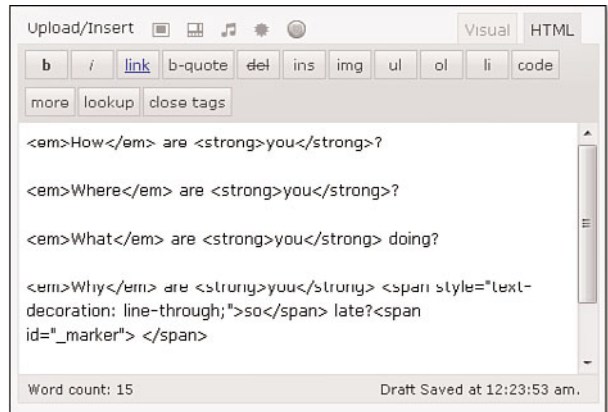 Upload/Insert Visual HTML
b i link b-quote del ins img ul ol li code
more lookup close tags
<em>How</em> are <strong>you</strong>?
<em>Where</em> are <strong>you</strong>?
<em>What</em> are <strong>you</strong> doing?
<em>Why</em> are <strong>you</strong> <span style="text-
decoration: line-through;">so</span> late?<span
id="_marker"> </span>
Word count: 15 Draft Saved at 12:23:53 am.